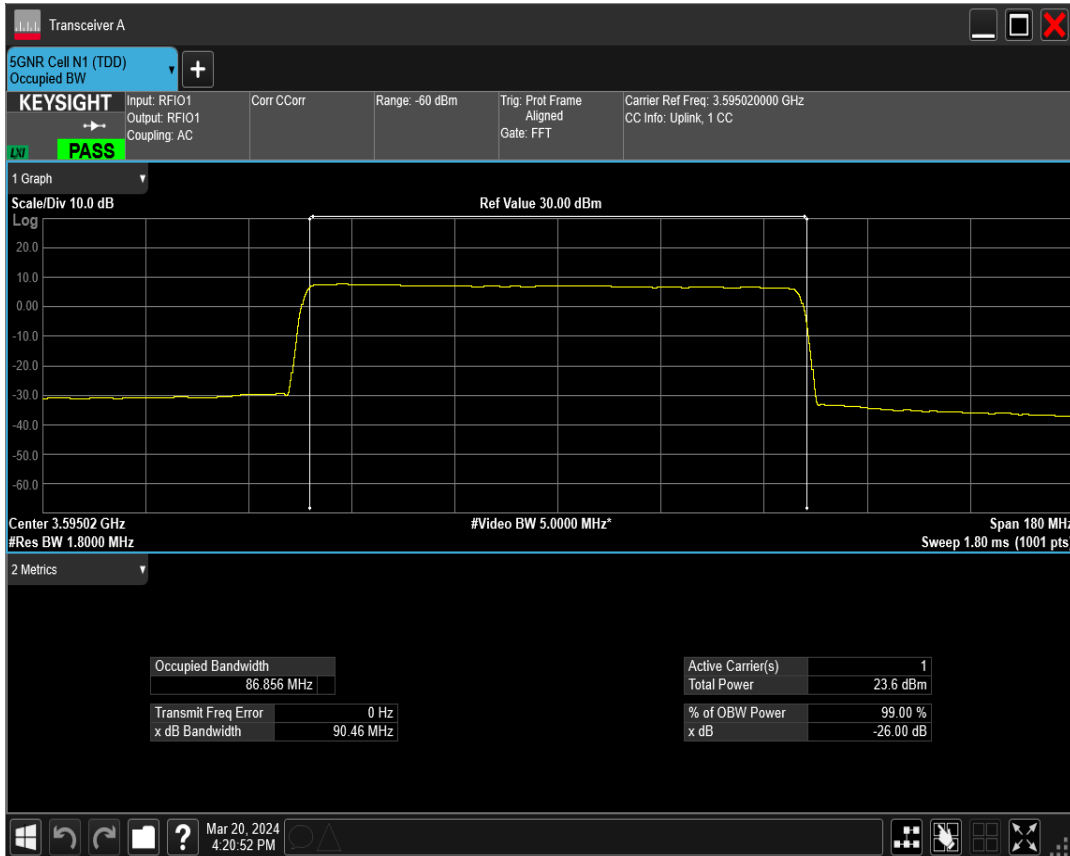 Transceiver A
5GNR Cell N1 (TDD)
Occupied BW
+
KEYSIGHT
LXI
PASS
Input: RFIO1
Output: RFIO1
Coupling: AC
Corr CCorr
Range: -60 dBm
Trig: Prot Frame
Aligned
Gate: FFT
Carrier Ref Freq: 3.595020000 GHz
CC Info: Uplink, 1 CC
1 Graph
Scale/Div 10.0 dB
Ref Value 30.00 dBm
Log
20.0
10.0
0.00
-10.0
-20.0
-30.0
-40.0
-50.0
-60.0
Center 3.59502 GHz
#Video BW 5.0000 MHz*
Span 180 MHz
#Res BW 1.8000 MHz
Sweep 1.80 ms (1001 pts)
2 Metrics
Occupied Bandwidth
86.856 MHz
Transmit Freq Error 0 Hz
x dB Bandwidth 90.46 MHz
Active Carrier(s) 1
Total Power 23.6 dBm
% of OBW Power 99.00 %
x dB -26.00 dB
?
Mar 20, 2024
4:20:52 PM